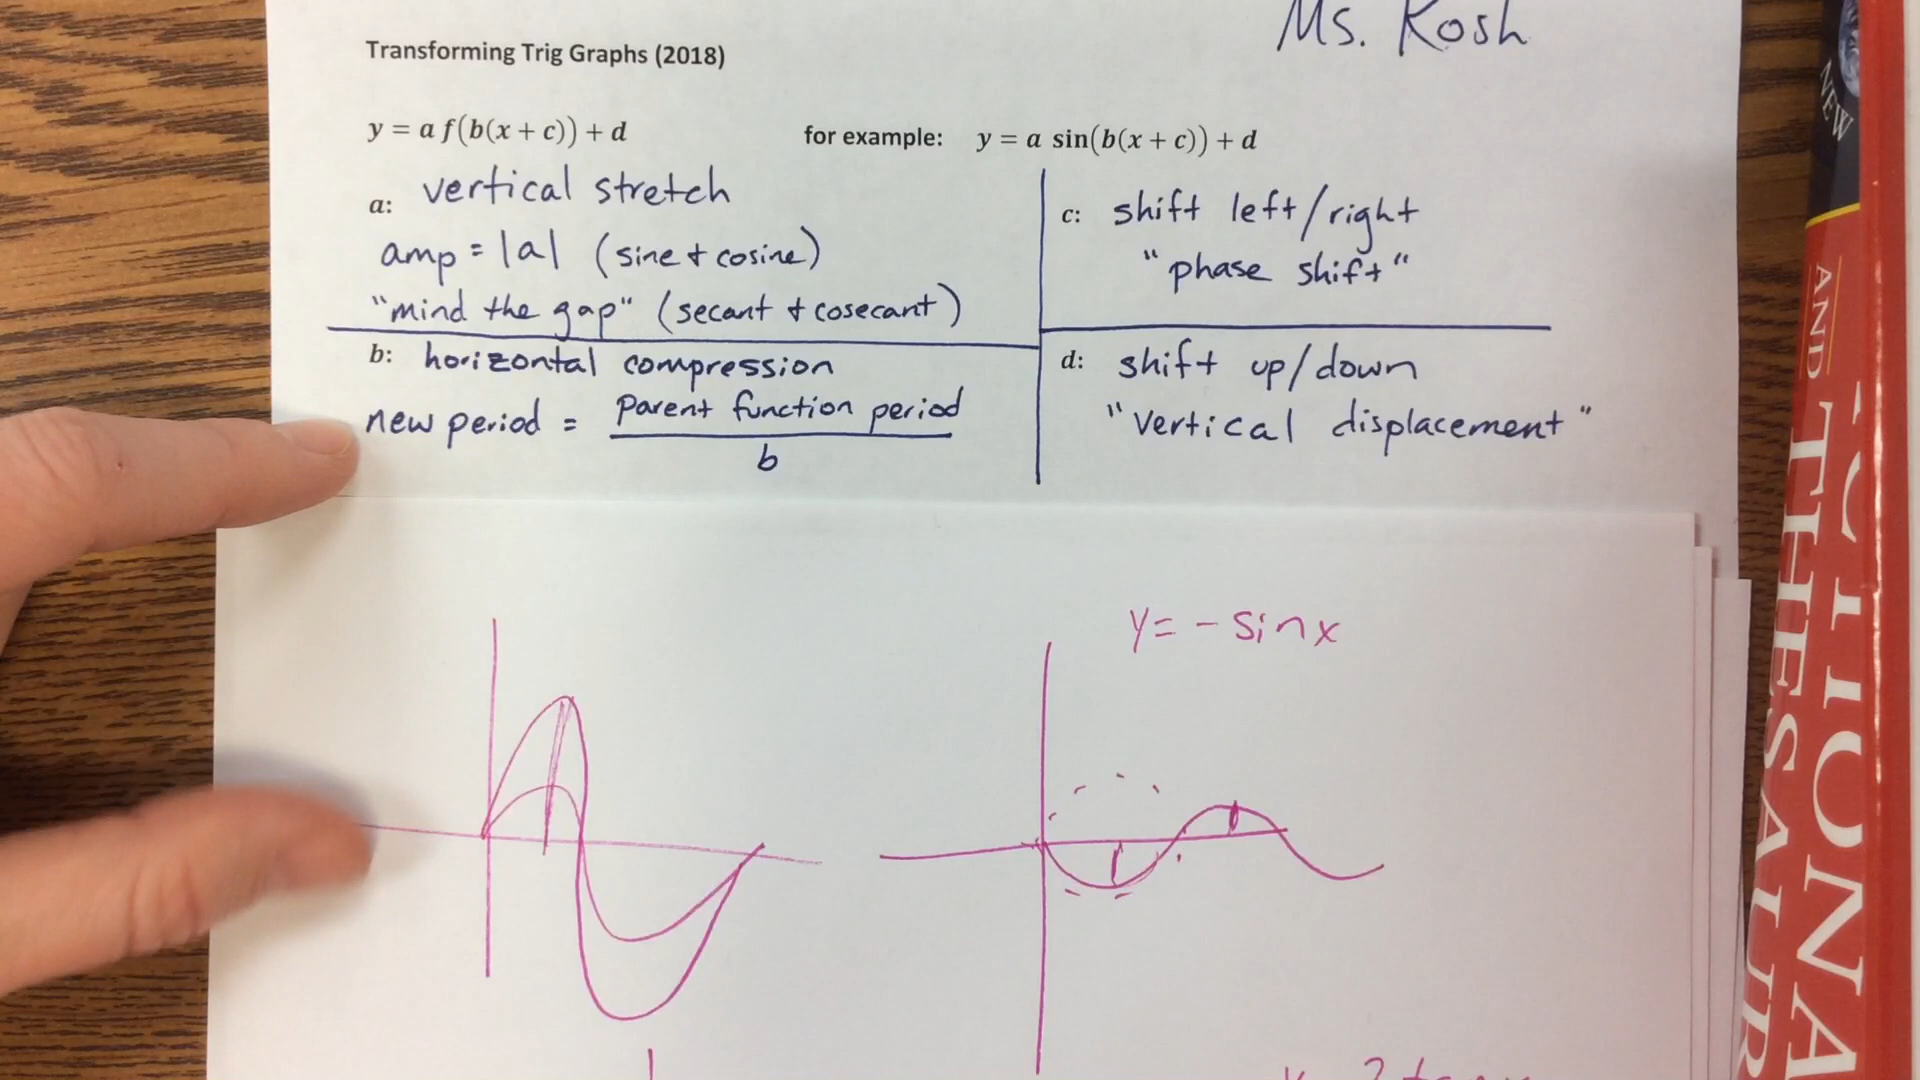 Ms. Kosh
Transforming Trig Graphs (2018)
y = a f(b(x + c)) + d
for example: y = a sin(b(x + c)) + d
a: vertical stretch
amp = |a| (sine + cosine)
"mind the gap" (secant + cosecant)
c: shift left/right
"phase shift"
b: horizontal compression
new period = Parent function period
b
d: shift up/down
"vertical displacement"
y = - sin x
NEW
AND
THESAUR
TIONA